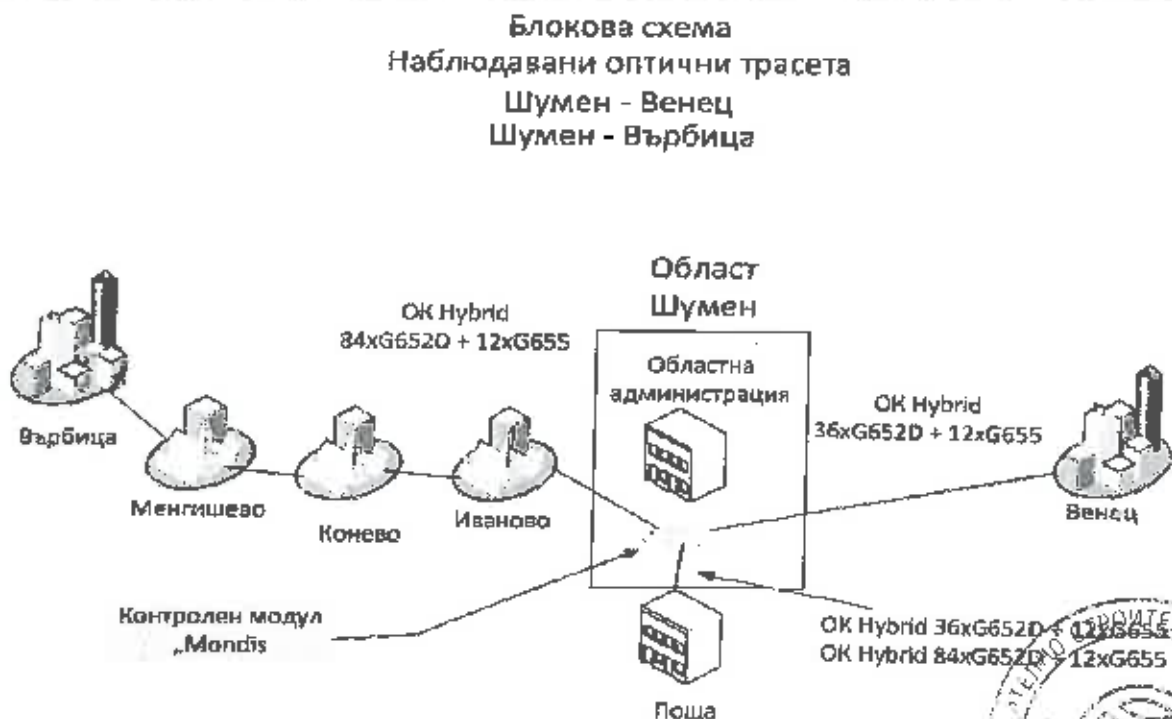 Блокова схема
Наблюдавани оптични трасета
Шумен - Венец
Шумен - Върбица
Област
Шумен
ОК Hybrid
84xG652D + 12xG655
Областна
администрация
ОК Hybrid
36xG652D + 12xG655
Върбица
Менгишево
Конево
Иваново
Венец
Контролен модул
„Mondis
ОК Hybrid 36xG652D + 12xG655
ОК Hybrid 84xG652D + 12xG655
Поща